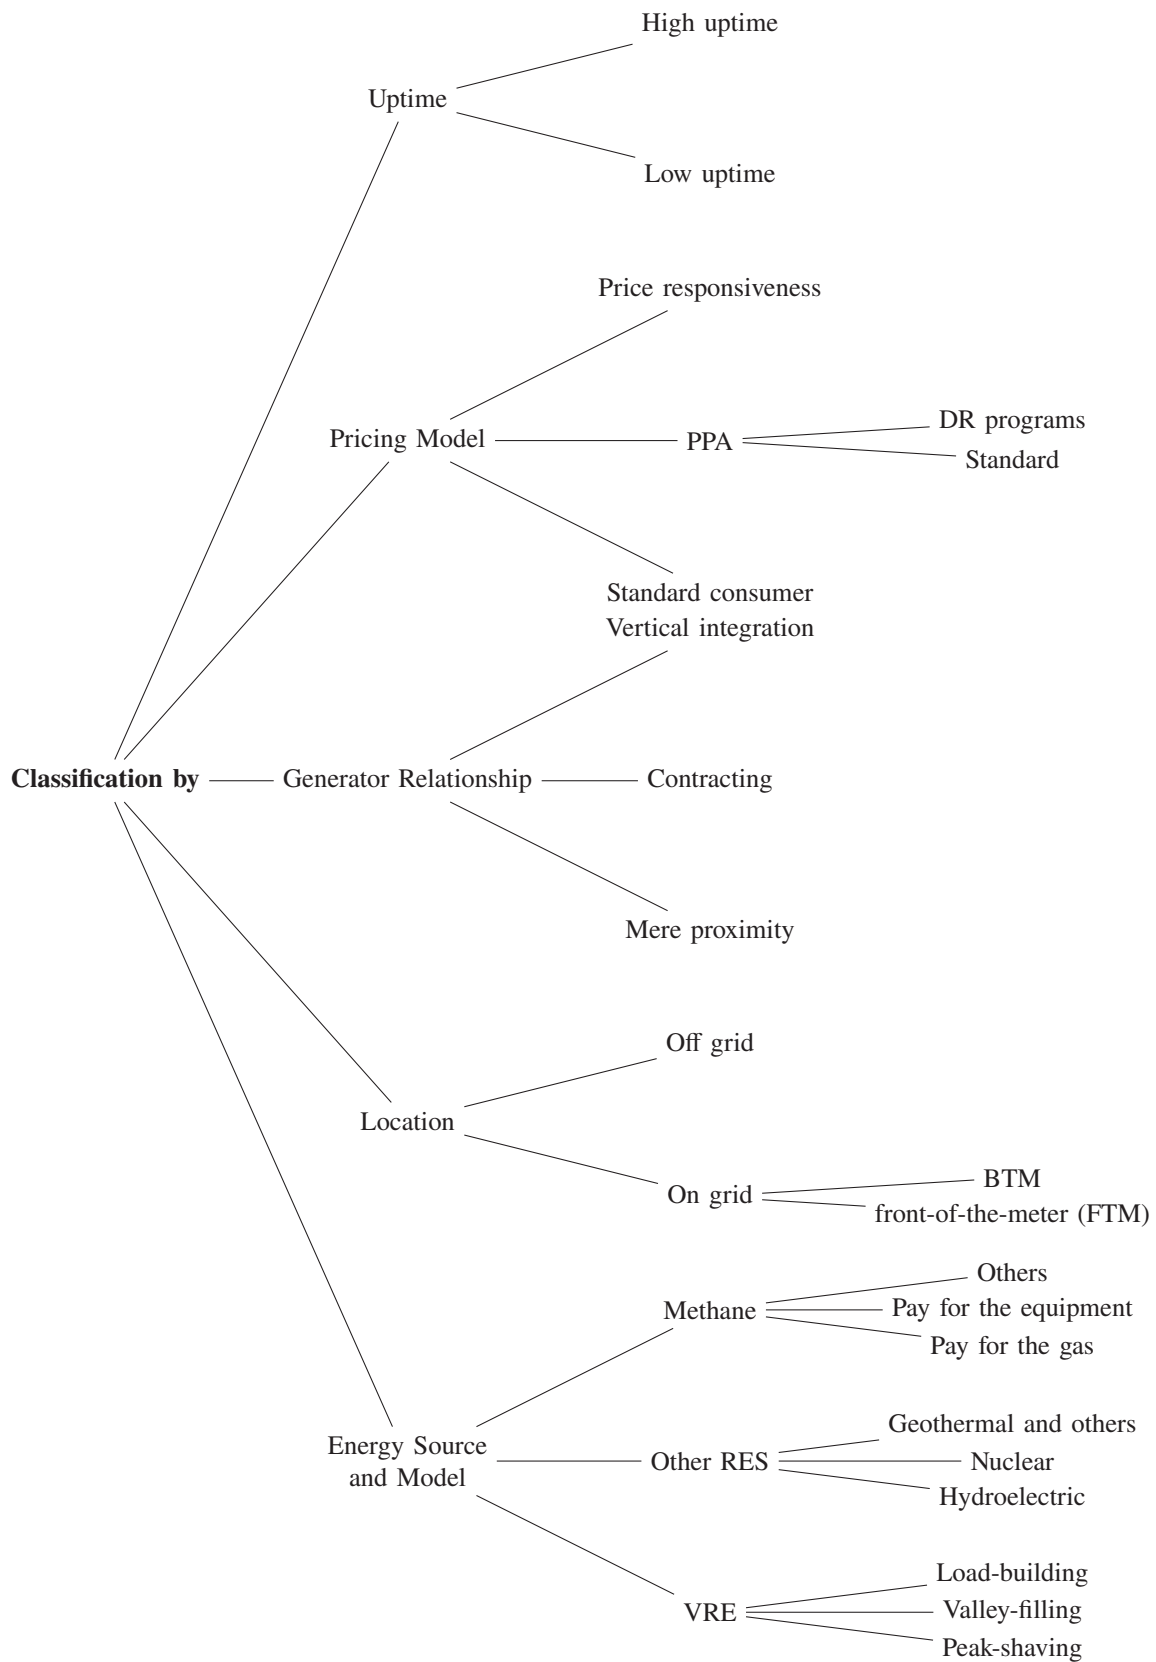 High uptime
Uptime
Low uptime
Price responsiveness
Pricing Model
PPA
DR programs
Standard
Standard consumer
Vertical integration
Classification by
Generator Relationship
Contracting
Mere proximity
Off grid
Location
On grid
BTM
front-of-the-meter (FTM)
Others
Methane
Pay for the equipment
Pay for the gas
Energy Source
and Model
Geothermal and others
Other RES
Nuclear
Hydroelectric
Load-building
VRE
Valley-filling
Peak-shaving